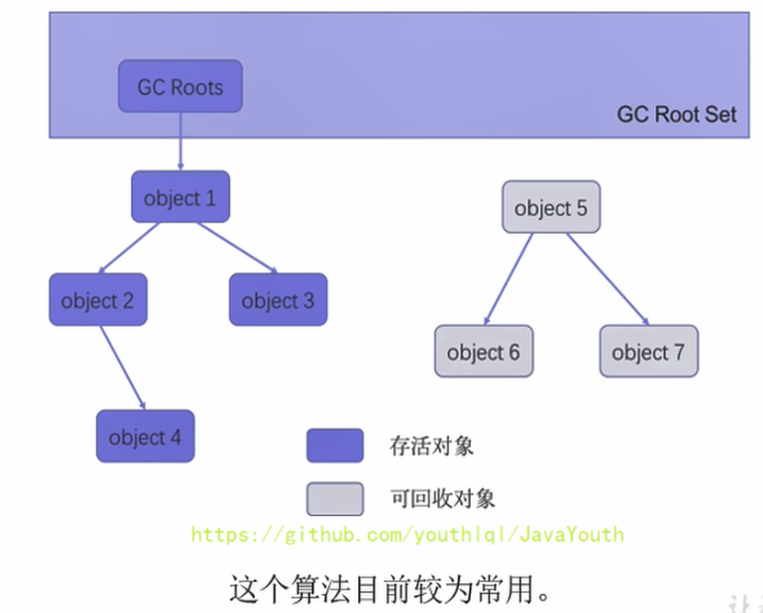 GC Roots
GC Root Set
object 1
object 5
object 2
object 3
object 6
object 7
object 4
存活对象
可回收对象
https://github.com/youthlql/JavaYouth
这个算法目前较为常用。
让